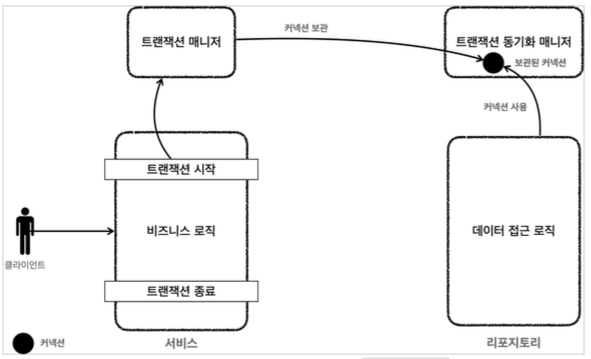 커넥션 보관
트랜잭션 매니저
트랜잭션 동기화 매니저
보관된 커넥션
커넥션 사용
트랜잭션 시작
비즈니스 로직
데이터 접근 로직
클라이언트
트랜잭션 종료
커넥션
서비스
리포지토리